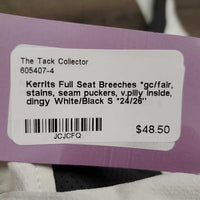 The Tack Collector
605407-4
Kerrits Full Seat Breeches *gc/fair,
stains, seam puckers, v.pilly inside,
dingy White/Black S *24/26"
$48.50
JCJCFQ